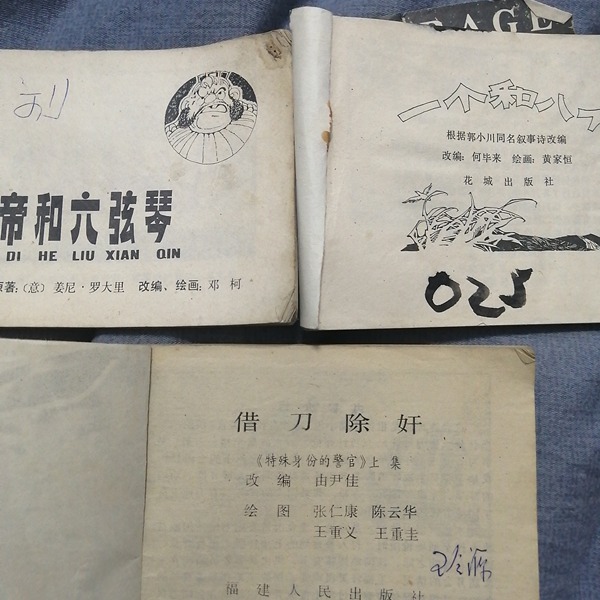 帝和六弦琴
DI HE LIU XIAN QIN
原著:(意) 姜尼·罗大里 改编、绘画:邓 柯
EAGL
一个和八
根据郭小川同名叙事诗改编
改编:何毕来 绘画:黄家恒
花城出版社
025
借刀除奸
《特殊身份的警官》上集
改编 由尹佳
绘图 张仁康 陈云华
王重义 王重圭
福建人民出版社